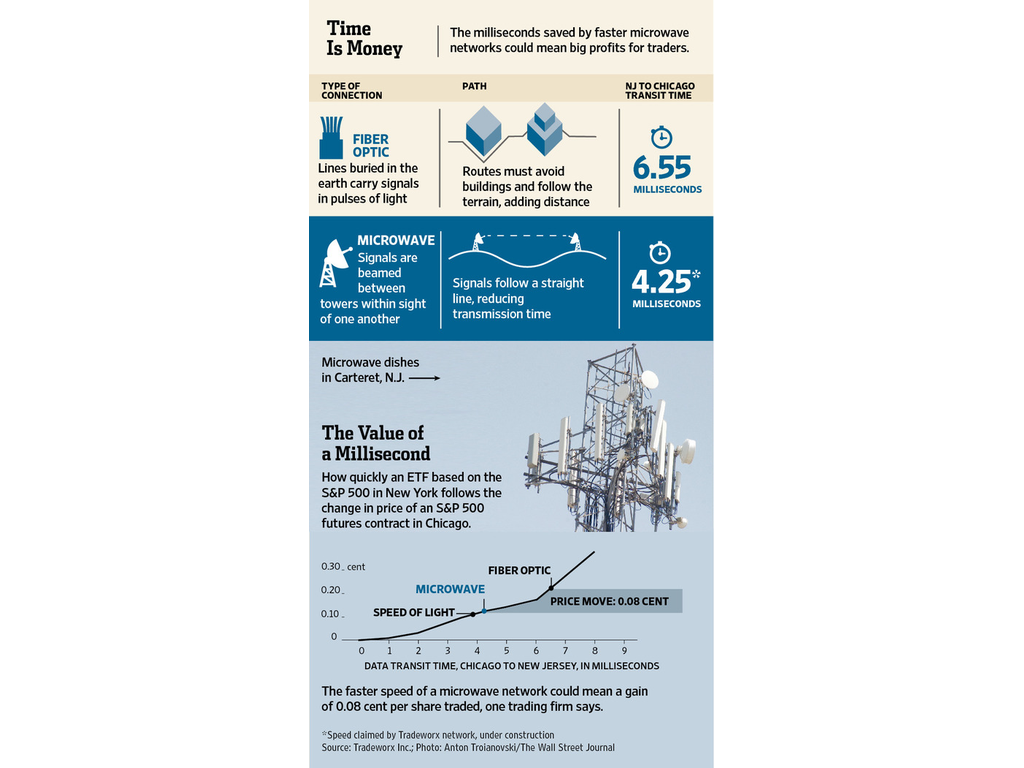 Time
Is Money
The milliseconds saved by faster microwave
networks could mean big profits for traders.
TYPE OF
CONNECTION
PATH
NJ TO CHICAGO
TRANSIT TIME
FIBER
OPTIC
Lines buried in the
earth carry signals
in pulses of light
Routes must avoid
buildings and follow the
terrain, adding distance
6.55
MILLISECONDS
MICROWAVE
Signals are
beamed
between
towers within sight
of one another
Signals follow a straight
line, reducing
transmission time
4.25*
MILLISECONDS
Microwave dishes
in Carteret, N.J.
The Value of
a Millisecond
How quickly an ETF based on the
S&P 500 in New York follows the
change in price of an S&P 500
futures contract in Chicago.
0.30 cent
0.20
0.10
0
FIBER OPTIC
MICROWAVE
PRICE MOVE: 0.08 CENT
SPEED OF LIGHT
0 1 2 3 4 5 6 7 8 9
DATA TRANSIT TIME, CHICAGO TO NEW JERSEY, IN MILLISECONDS
The faster speed of a microwave network could mean a gain
of 0.08 cent per share traded, one trading firm says.
*Speed claimed by Tradeworx network, under construction
Source: Tradeworx Inc.; Photo: Anton Troianovski/The Wall Street Journal